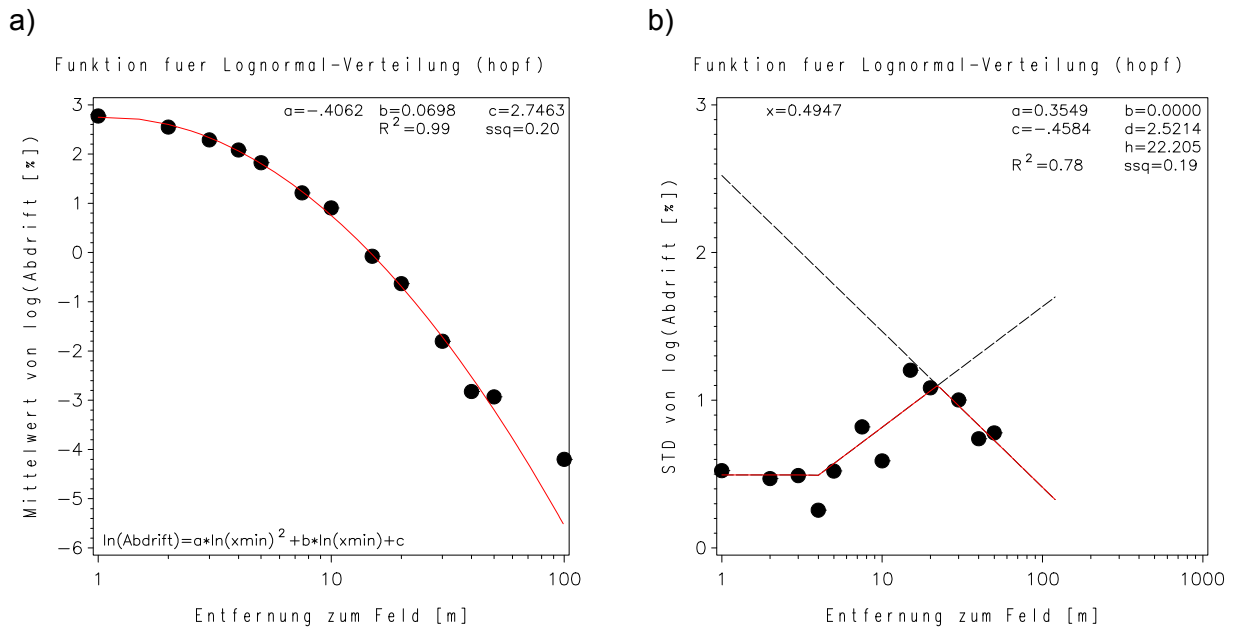 a)
Funktion fuer Lognormal-Verteilung (hopf)
a=-.4062 b=0.0698 c=2.7463
R²=0.99 ssq=0.20
Mittelwert von log(Abdrift [%])
3
2
1
0
-1
-2
-3
-4
-5
-6
ln(Abdrift)=a*ln(xmin)²+b*ln(xmin)+c
1 10 100
Entfernung zum Feld [m]
b)
Funktion fuer Lognormal-Verteilung (hopf)
x=0.4947 a=0.3549 b=0.0000
c=-.4584 d=2.5214
h=22.205
R²=0.78 ssq=0.19
STD von log(Abdrift [%])
3
2
1
0
1 10 100 1000
Entfernung zum Feld [m]